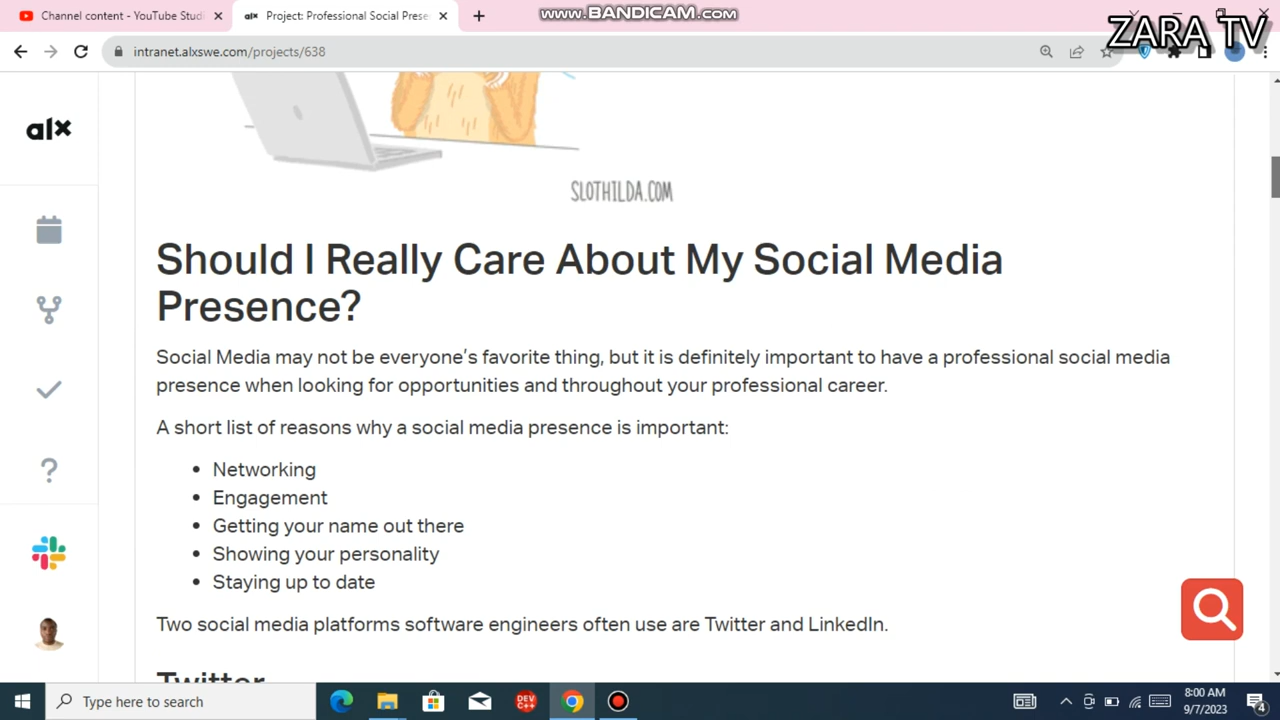 Channel content - YouTube Studi
Project: Professional Social Prese
www.BANDICAM.com
ZARA TV
intranet.alxswe.com/projects/638
alx
SLOTHILDA.COM
Should I Really Care About My Social Media
Presence?
Social Media may not be everyone's favorite thing, but it is definitely important to have a professional social media
presence when looking for opportunities and throughout your professional career.
A short list of reasons why a social media presence is important:
• Networking
• Engagement
• Getting your name out there
• Showing your personality
• Staying up to date
Two social media platforms software engineers often use are Twitter and LinkedIn.
Twitter
Type here to search
DEV
C++
8:00 AM
9/7/2023
4